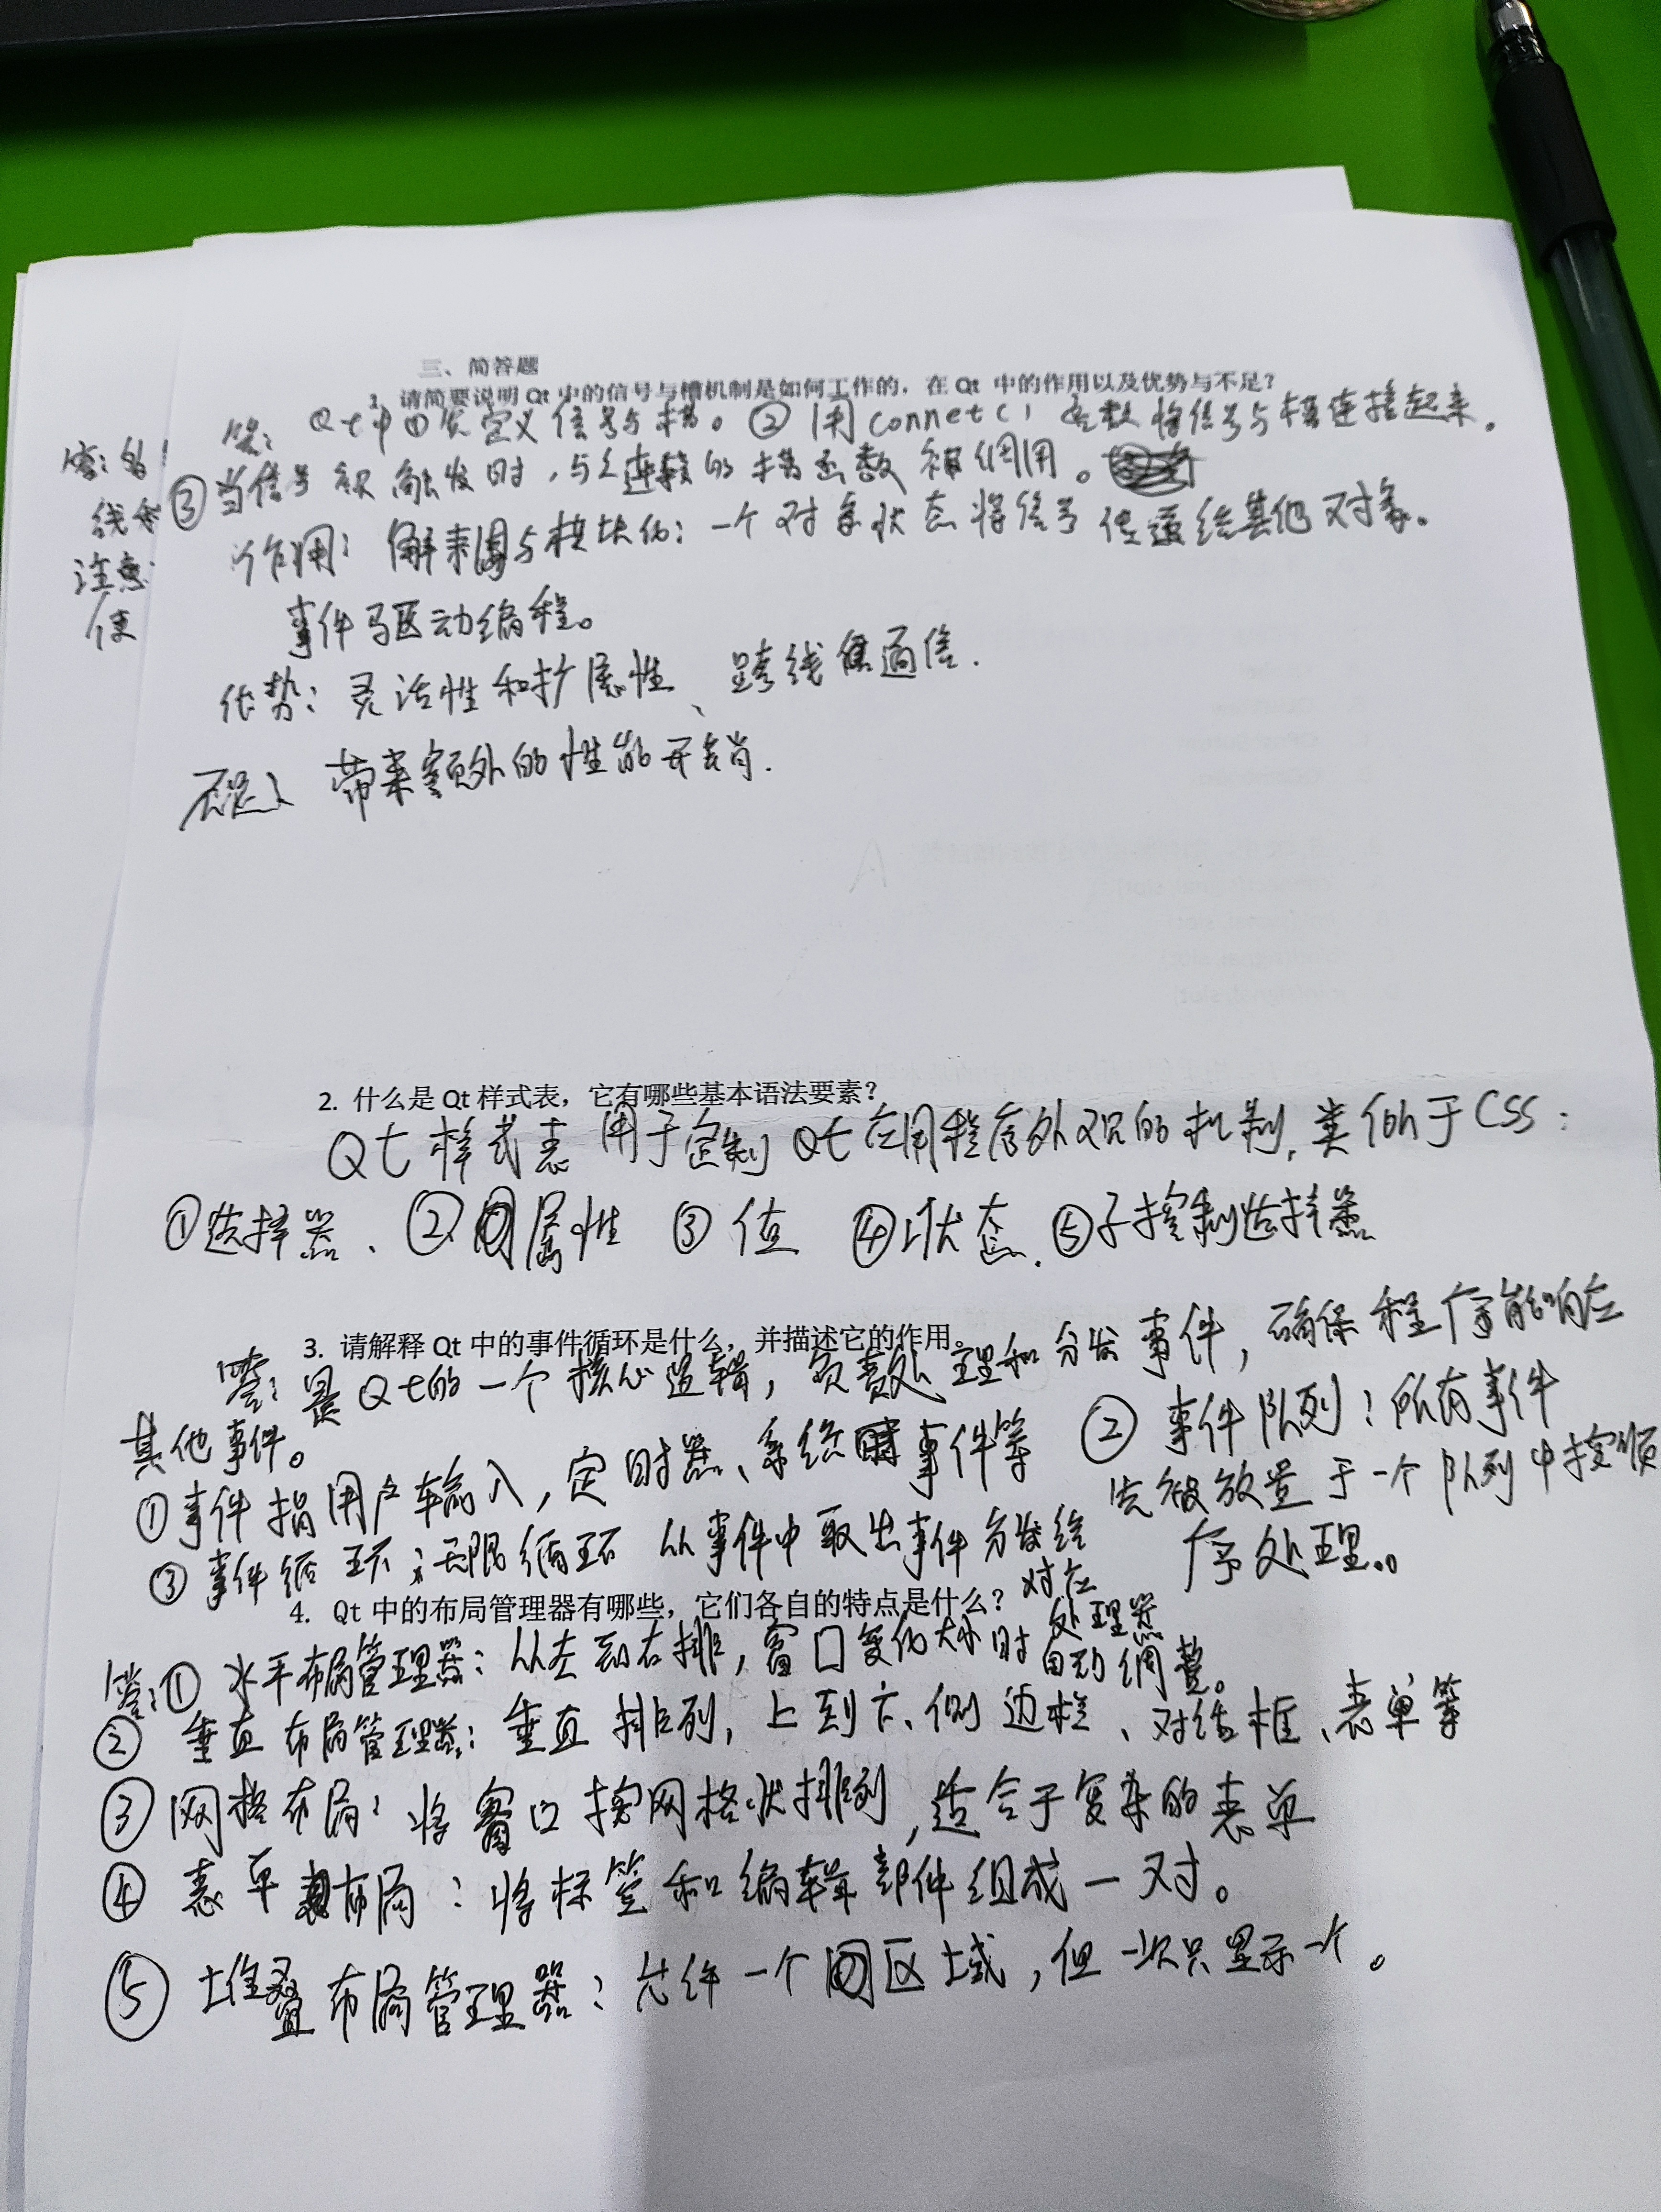 三、简答题
1. 请简要说明 Qt 中的信号与槽机制是如何工作的，在 Qt 中的作用以及优势与不足？
答： Qt中①先定义信号与槽。② 用connetc( 函数将信号与槽连接起来。
③当信号被触发时，与之连接的槽函数被调用。
作用：解耦与模块化：一个对象状态将信号传递给其他对象。
事件驱动编程。
优势：灵活性和扩展性、跨线程通信.
不足： 带来额外的性能开销.
答：
线
注意
使
2. 什么是 Qt 样式表，它有哪些基本语法要素？
Qt 样式表 用于定制 Qt应用程序外观的机制, 类似于CSS：
①选择器、 ② 属性 ③ 值 ④状态. ⑤子控制选择器
3. 请解释 Qt 中的事件循环是什么，并描述它的作用。
答：是Qt的一个核心逻辑，负责处理和分发事件，确保程序能响应
其他事件。
①事件指用户输入，定时器、系统事件等
② 事件队列：所有事件
先被放置于一个队列中按顺
序处理。
③ 事件循环：无限循环 从事件中取出事件分发给
对应
处理器
4. Qt 中的布局管理器有哪些，它们各自的特点是什么？
答：① 水平布局管理器：从左到右排，窗口变化大小时自动调整。
② 垂直布局管理器：垂直排列，上到下、侧边栏、对话框、表单等
③ 网格布局：将窗口按网格状排列，适合于复杂的表单
④ 表单布局：将标签和编辑部件组成一对。
⑤ 堆叠布局管理器：允许一个区域，但一次只显示一个。